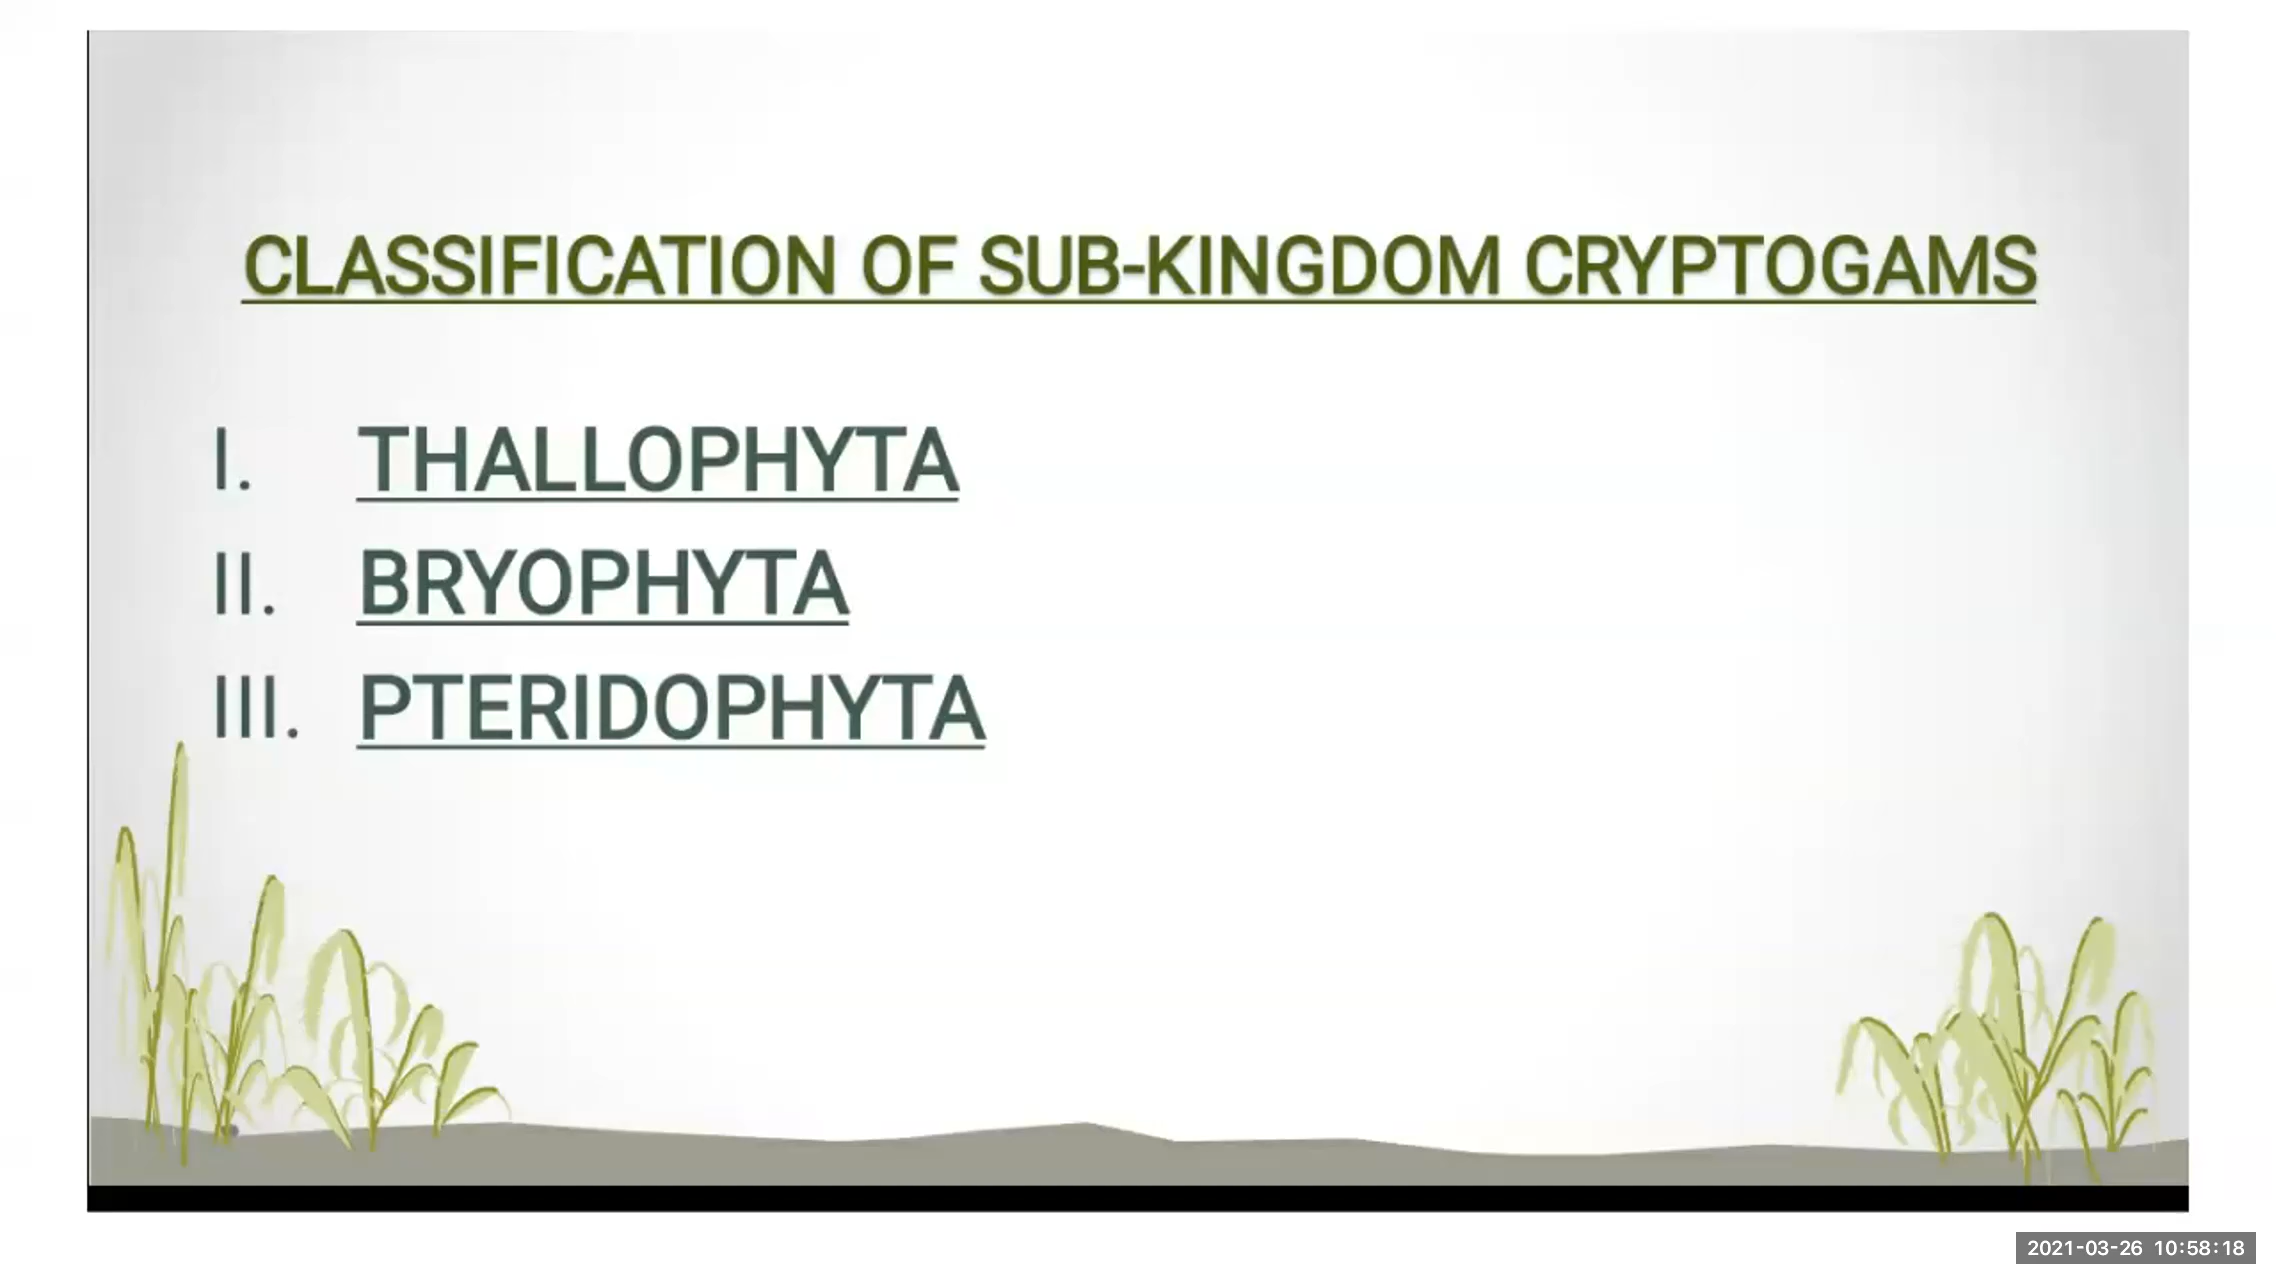 CLASSIFICATION OF SUB-KINGDOM CRYPTOGAMS
I. THALLOPHYTA
II. BRYOPHYTA
III. PTERIDOPHYTA
2021-03-26 10:58:18